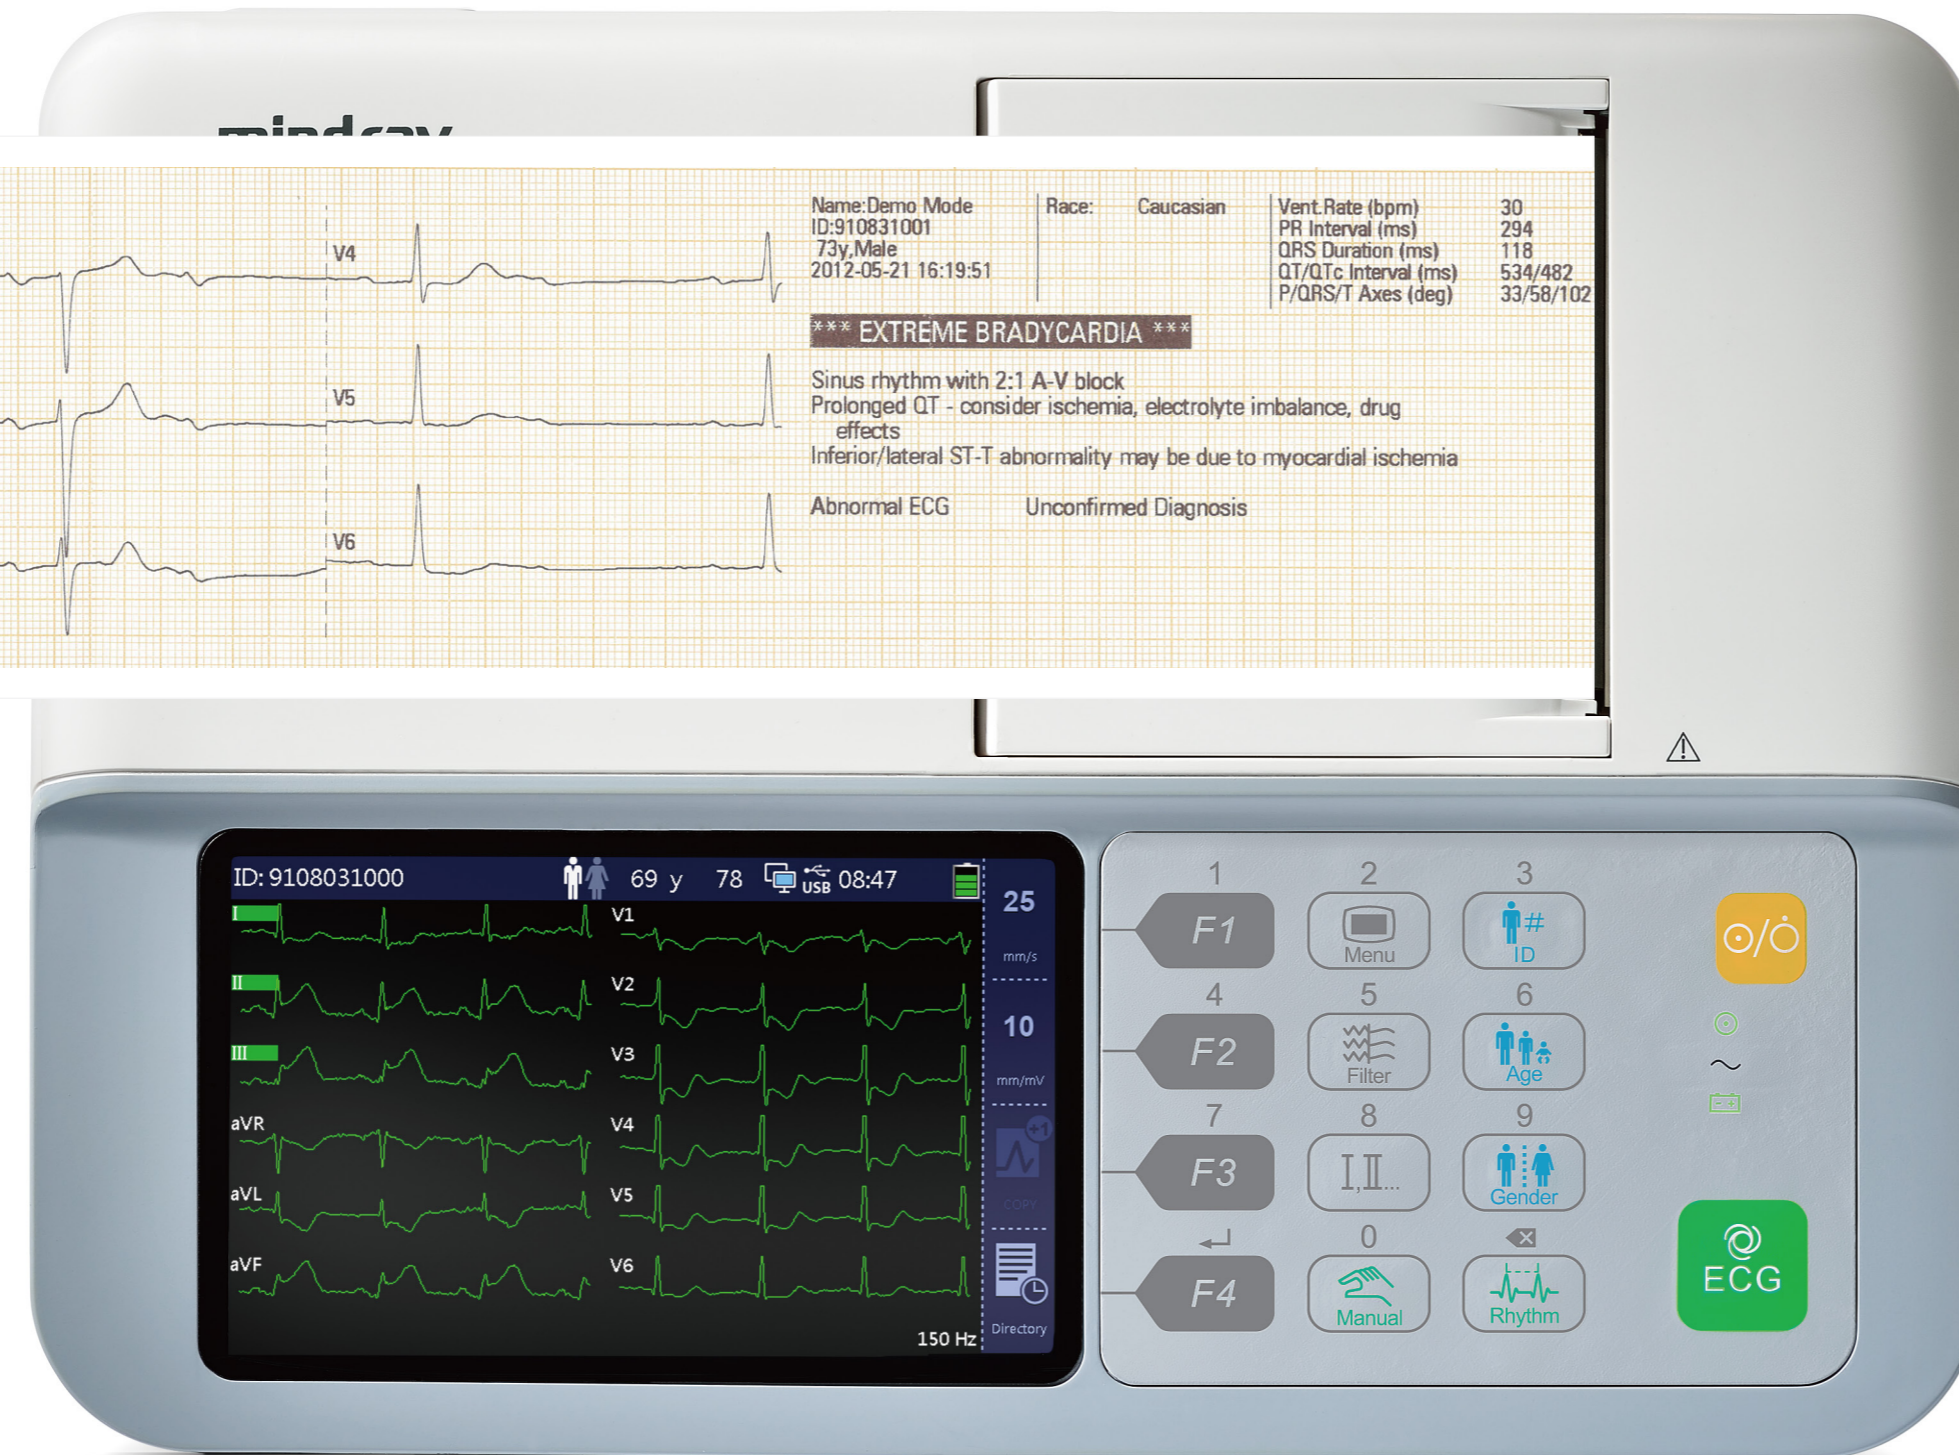 mindray
V4
V5
V6
Name:Demo Mode
ID:910831001
73y,Male
2012-05-21 16:19:51
Race: Caucasian
Vent.Rate (bpm) 30
PR Interval (ms) 294
QRS Duration (ms) 118
QT/QTc Interval (ms) 534/482
P/QRS/T Axes (deg) 33/58/102
*** EXTREME BRADYCARDIA ***
Sinus rhythm with 2:1 A-V block
Prolonged QT - consider ischemia, electrolyte imbalance, drug
effects
Inferior/lateral ST-T abnormality may be due to myocardial ischemia
Abnormal ECG Unconfirmed Diagnosis
ID: 9108031000 69 y 78 USB 08:47
I
II
III
aVR
aVL
aVF
V1
V2
V3
V4
V5
V6
150 Hz
25
mm/s
10
mm/mV
+1
COPY
Directory
1 2 3
F1 Menu # ID
4 5 6
F2 Filter Age
7 8 9
F3 I,II... Gender
0
F4 Manual Rhythm
ECG